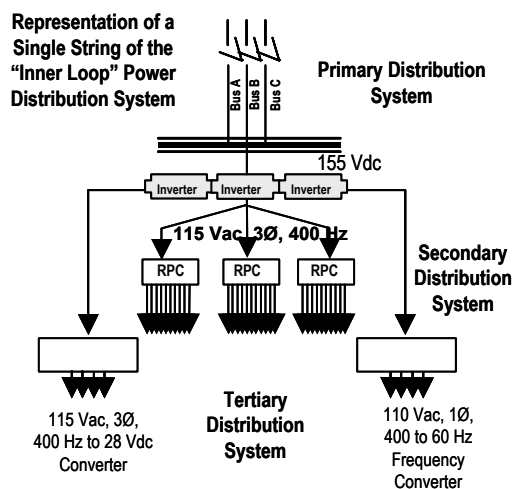 Representation of a
Single String of the
“Inner Loop” Power
Distribution System
Bus A
Bus B
Bus C
Primary Distribution
System
155 Vdc
Inverter
Inverter
Inverter
115 Vac, 3Ø, 400 Hz
RPC
RPC
RPC
Secondary
Distribution
System
Tertiary
Distribution
System
115 Vac, 3Ø,
400 Hz to 28 Vdc
Converter
110 Vac, 1Ø,
400 to 60 Hz
Frequency
Converter